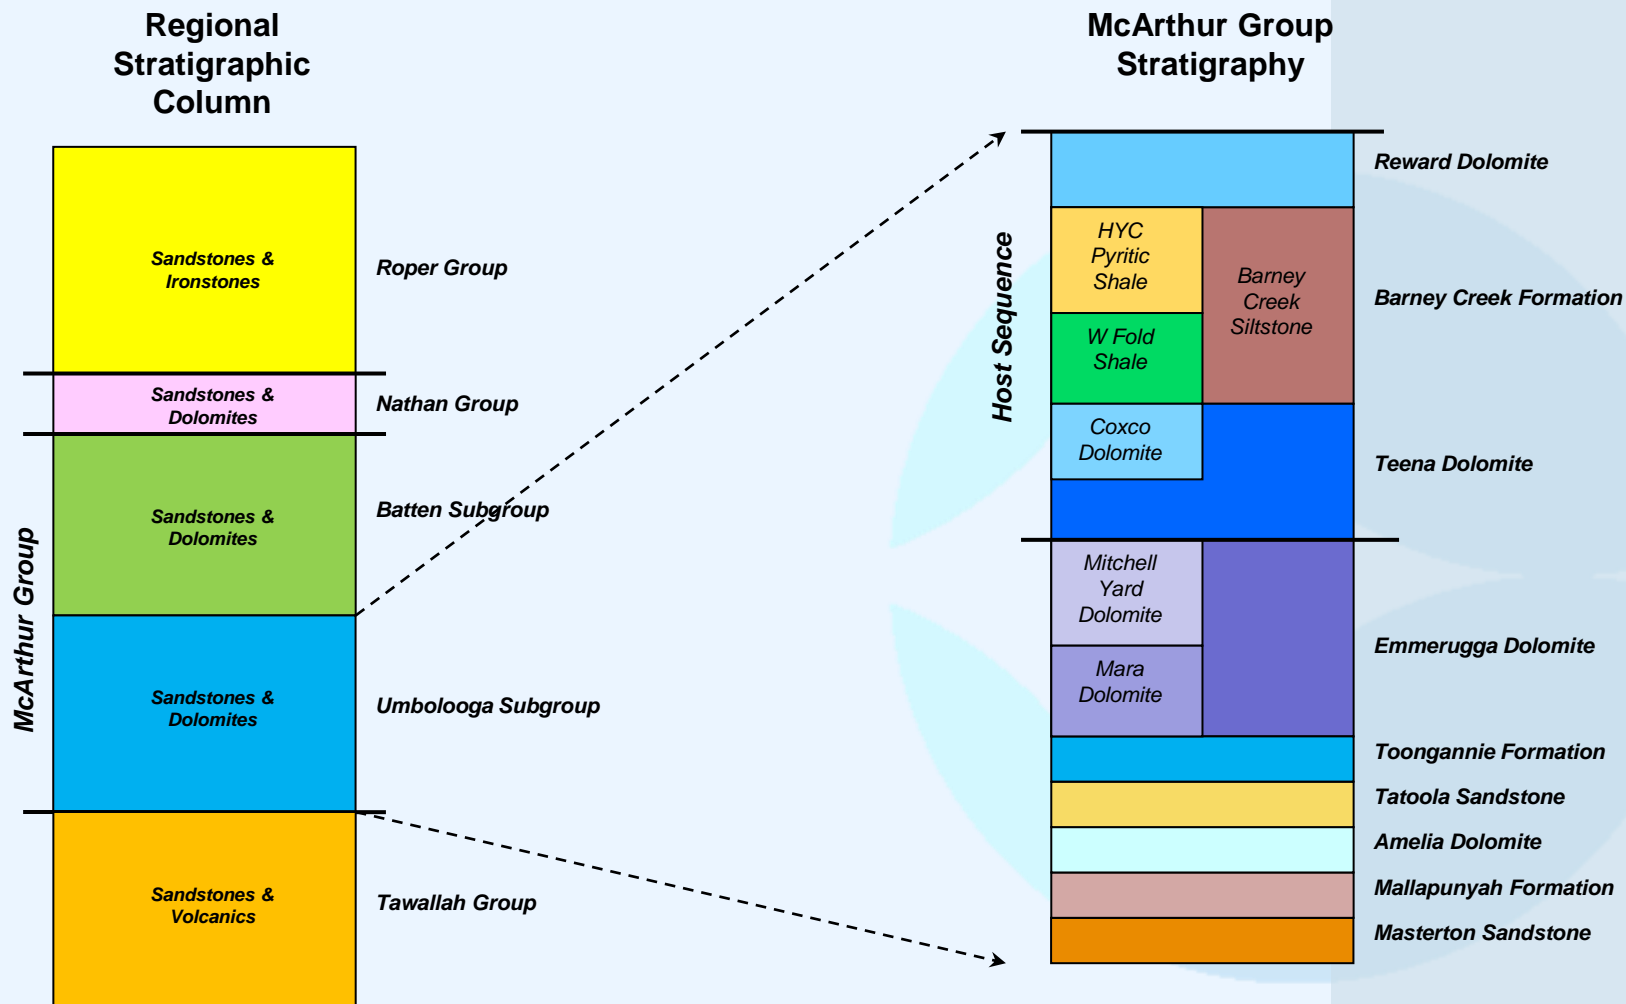 Regional
Stratigraphic
Column
Sandstones &
Ironstones
Roper Group
Sandstones &
Dolomites
Nathan Group
McArthur Group
Sandstones &
Dolomites
Batten Subgroup
Sandstones &
Dolomites
Umbolooga Subgroup
Sandstones &
Volcanics
Tawallah Group
McArthur Group
Stratigraphy
Reward Dolomite
Host Sequence
HYC
Pyritic
Shale
Barney
Creek
Siltstone
Barney Creek Formation
W Fold
Shale
Coxco
Dolomite
Teena Dolomite
Mitchell
Yard
Dolomite
Emmerugga Dolomite
Mara
Dolomite
Toongannie Formation
Tatoola Sandstone
Amelia Dolomite
Mallapunyah Formation
Masterton Sandstone